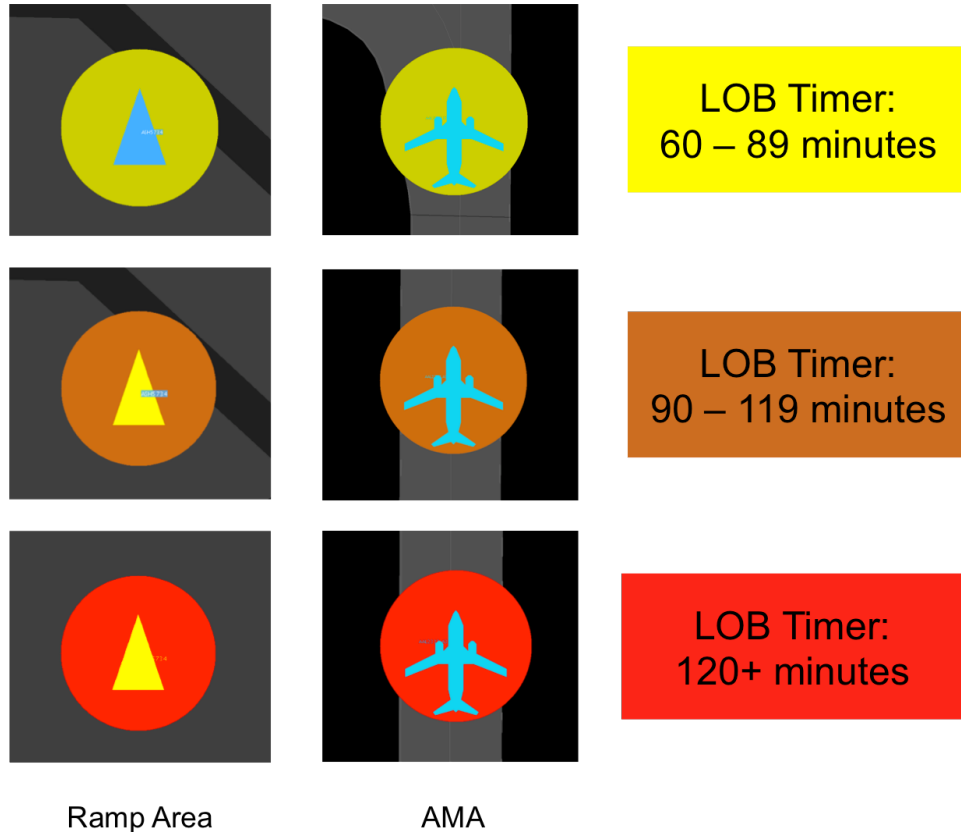 LOB Timer:
60 – 89 minutes
LOB Timer:
90 – 119 minutes
LOB Timer:
120+ minutes
Ramp Area
AMA